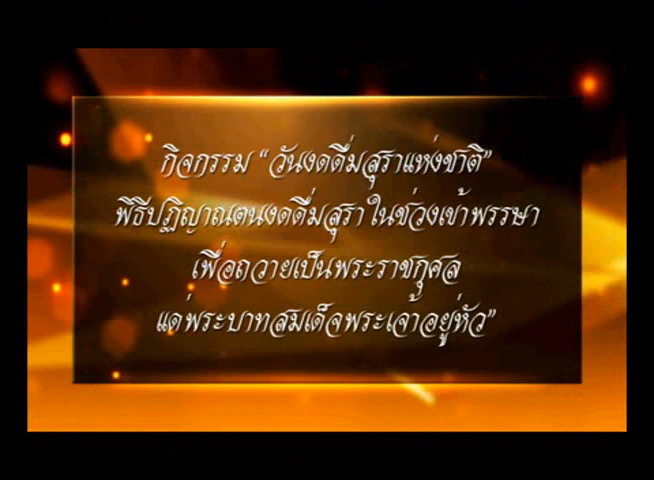 กิจกรรม “วันงดดื่มสุราแห่งชาติ”
พิธีปฏิญาณตนงดดื่มสุราในช่วงเข้าพรรษา
เพื่อถวายเป็นพระราชกุศล
แด่พระบาทสมเด็จพระเจ้าอยู่หัว”